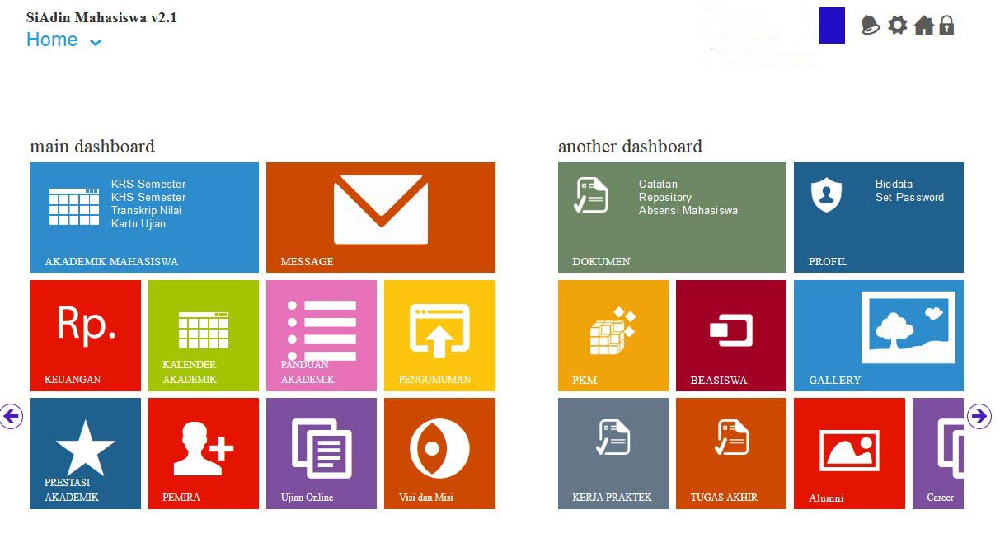 SiAdin Mahasiswa v2.1
Home
main dashboard
KRS Semester
KHS Semester
Transkrip Nilai
Kartu Ujian
AKADEMIK MAHASISWA
MESSAGE
Rp.
KEUANGAN
KALENDER
AKADEMIK
PANDUAN
AKADEMIK
PENGUMUMAN
PRESTASI
AKADEMIK
PEMIRA
Ujian Online
Visi dan Misi
another dashboard
Catatan
Repository
Absensi Mahasiswa
DOKUMEN
Biodata
Set Password
PROFIL
PKM
BEASISWA
GALLERY
KERJA PRAKTEK
TUGAS AKHIR
Alumni
Career